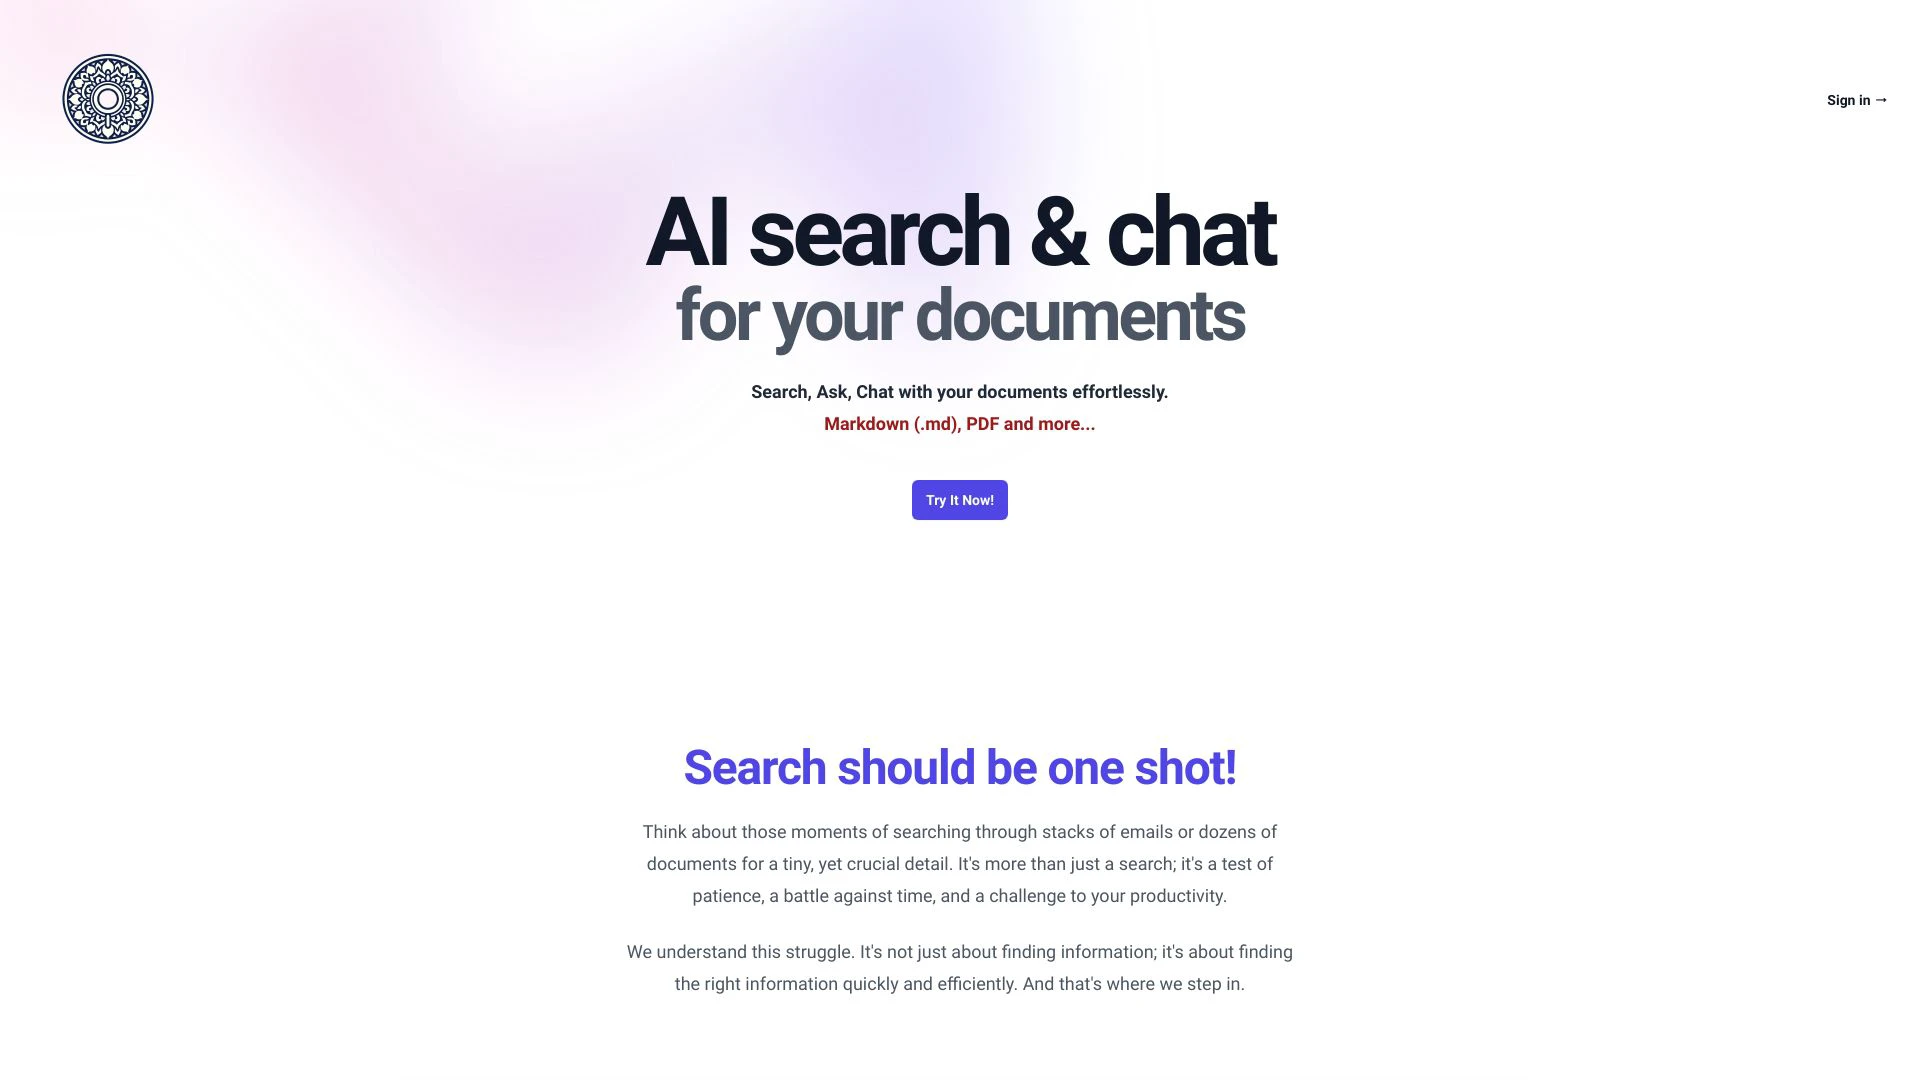 Sign in →
AI search & chat
for your documents
Search, Ask, Chat with your documents effortlessly.
Markdown (.md), PDF and more...
Try It Now!
Search should be one shot!
Think about those moments of searching through stacks of emails or dozens of
documents for a tiny, yet crucial detail. It's more than just a search; it's a test of
patience, a battle against time, and a challenge to your productivity.
We understand this struggle. It's not just about finding information; it's about finding
the right information quickly and efficiently. And that's where we step in.